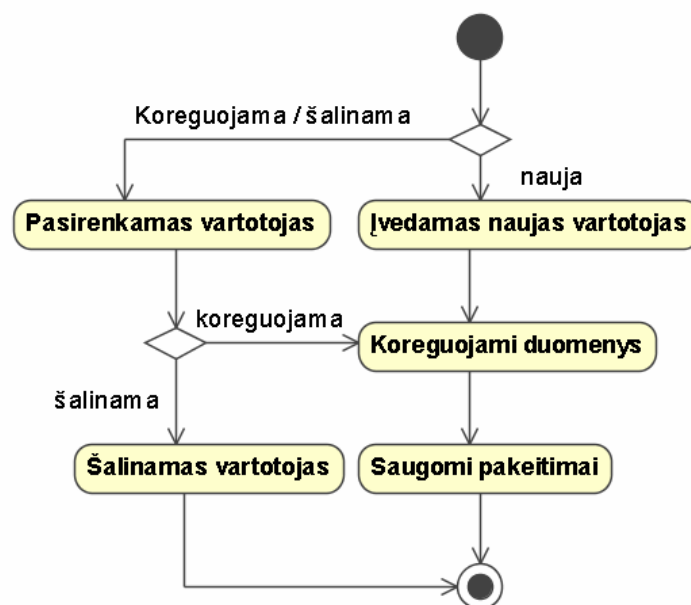 Koreguojama / šalinama
nauja
Pasirenkamas vartotojas
Įvedamas naujas vartotojas
koreguojama
Koreguojami duomenys
šalinama
Šalinamas vartotojas
Saugomi pakeitimai